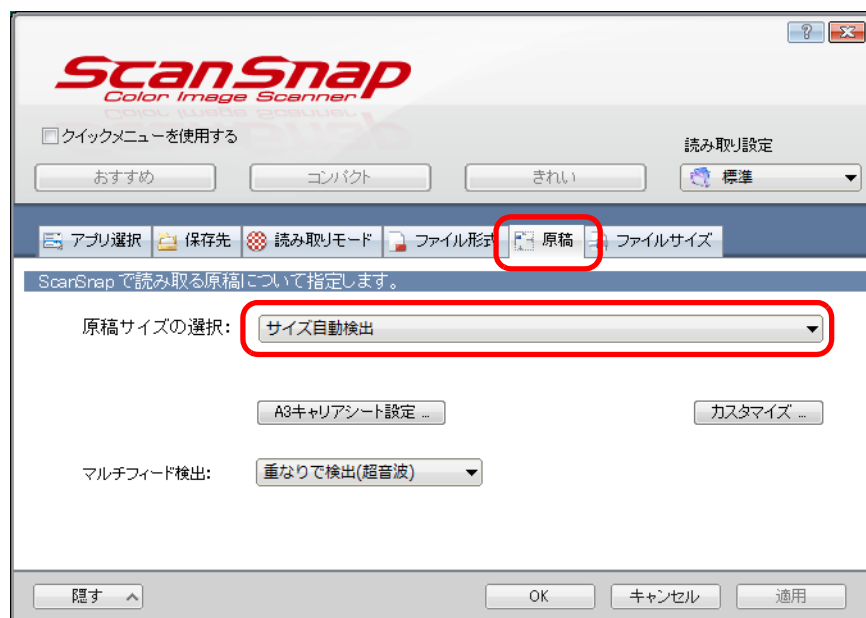 ScanSnap
Color Image Scanner
クイックメニューを使用する
読み取り設定
おすすめ コンパクト きれい 標準
アプリ選択 保存先 読み取りモード ファイル形式 原稿 ファイルサイズ
ScanSnapで読み取る原稿について指定します。
原稿サイズの選択: サイズ自動検出
A3キャリアシート設定 ... カスタマイズ ...
マルチフィード検出: 重なりで検出(超音波)
隠す OK キャンセル 適用